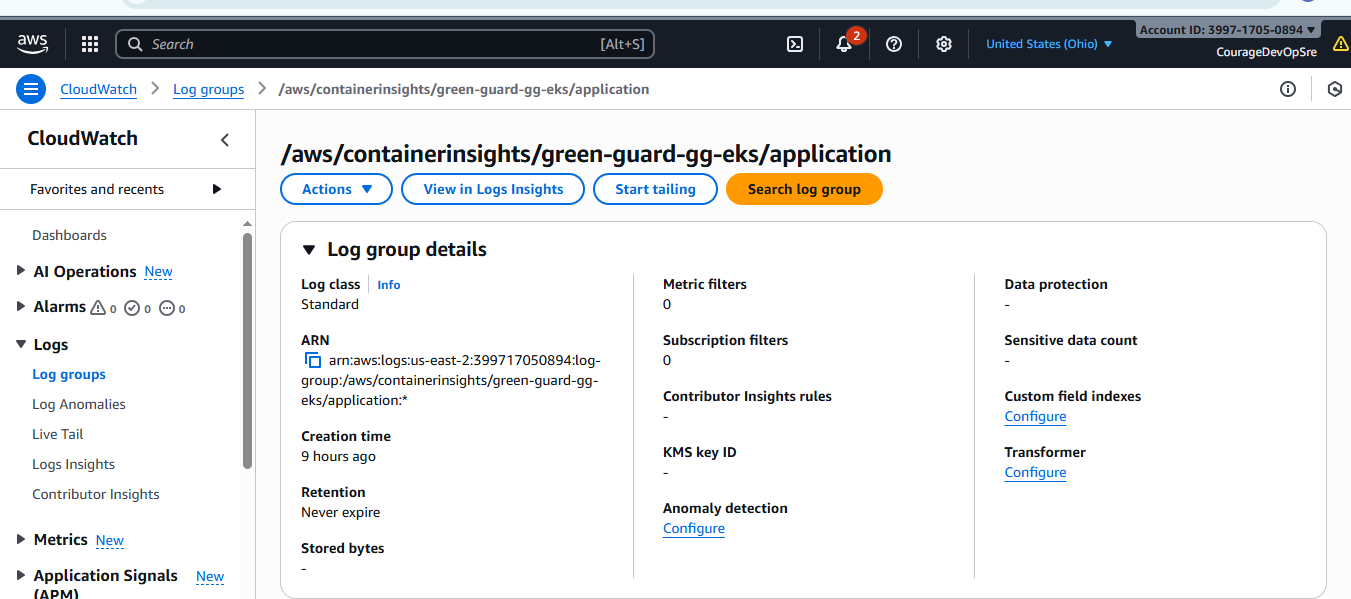 aws
Search
[Alt+S]
2
United States (Ohio)
Account ID: 3997-1705-0894
CourageDevOpSre
CloudWatch
Log groups
/aws/containerinsights/green-guard-gg-eks/application
CloudWatch
Favorites and recents
Dashboards
AI Operations New
Alarms 0 0 0
Logs
Log groups
Log Anomalies
Live Tail
Logs Insights
Contributor Insights
Metrics New
Application Signals New
(APM)
/aws/containerinsights/green-guard-gg-eks/application
Actions
View in Logs Insights
Start tailing
Search log group
Log group details
Log class Info
Standard
ARN
arn:aws:logs:us-east-2:399717050894:log-
group:/aws/containerinsights/green-guard-gg-
eks/application:*
Creation time
9 hours ago
Retention
Never expire
Stored bytes
-
Metric filters
0
Subscription filters
0
Contributor Insights rules
-
KMS key ID
-
Anomaly detection
Configure
Data protection
-
Sensitive data count
-
Custom field indexes
Configure
Transformer
Configure